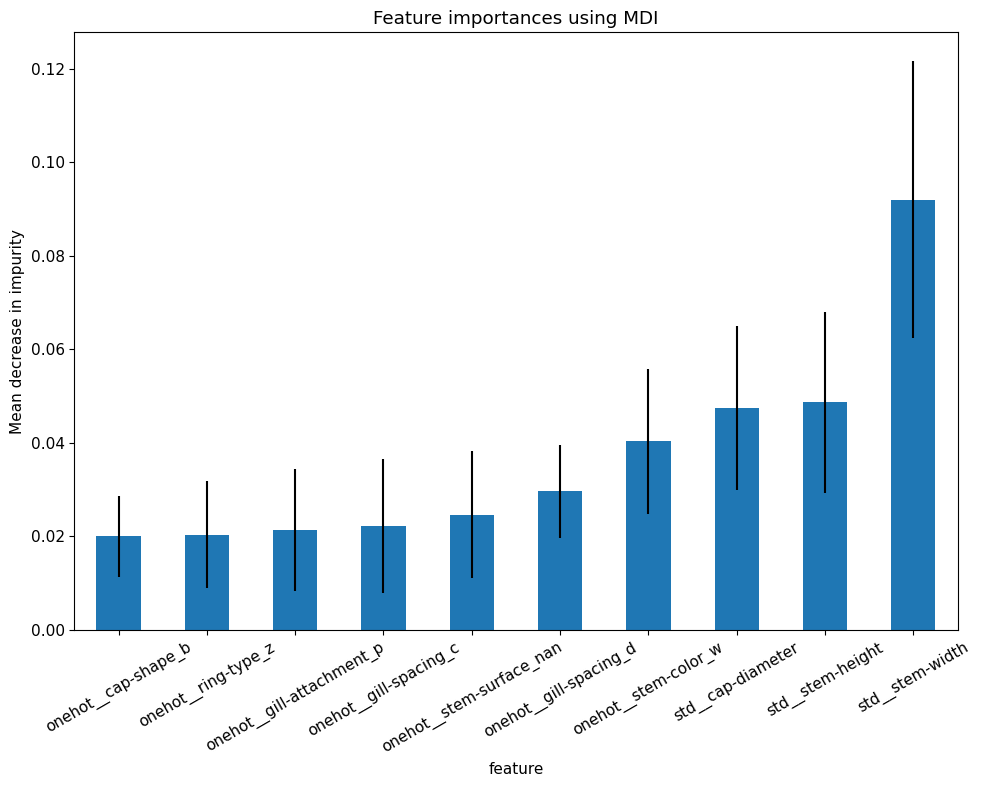 Feature importances using MDI
Mean decrease in impurity
0.12
0.10
0.08
0.06
0.04
0.02
0.00
onehot__cap-shape_b
onehot__ring-type_z
onehot__gill-attachment_p
onehot__gill-spacing_c
onehot__stem-surface_nan
onehot__gill-spacing_d
onehot__stem-color_w
std__cap-diameter
std__stem-height
std__stem-width
feature